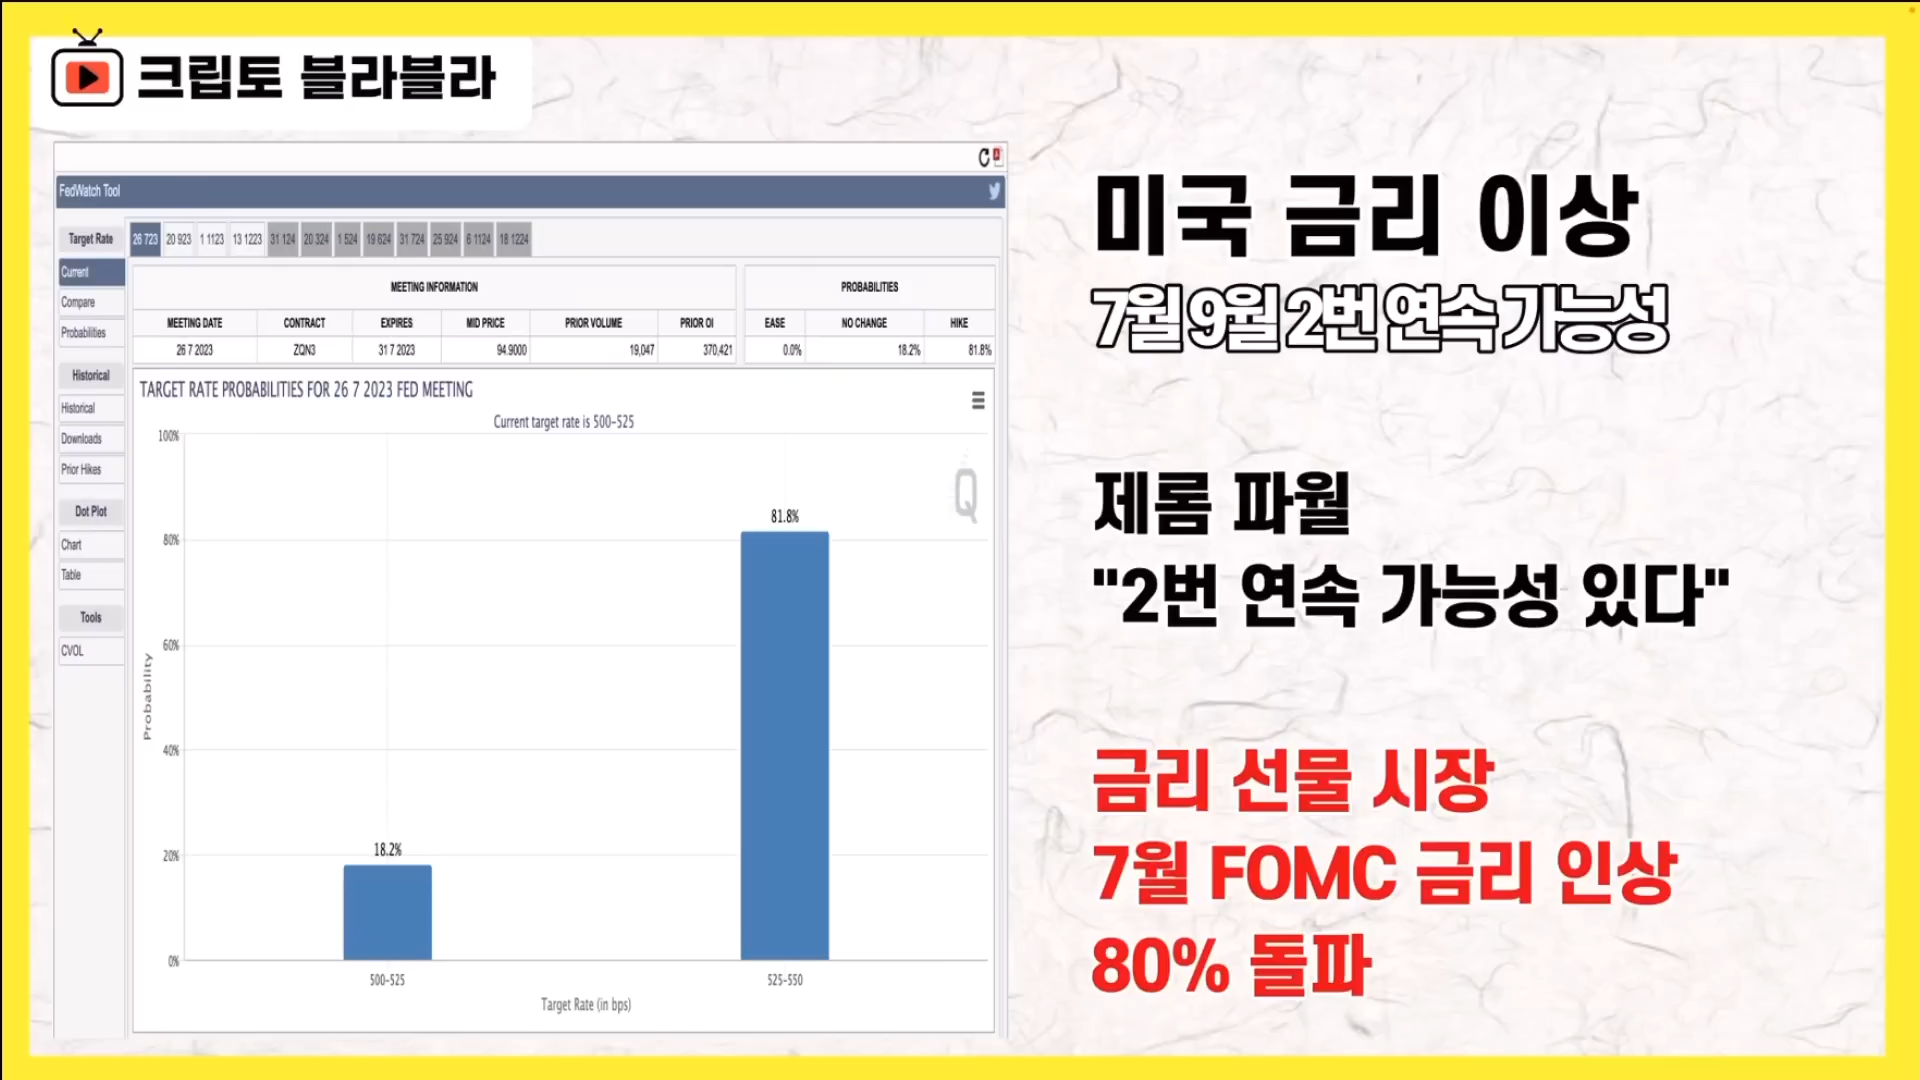 크립토 블라블라
FedWatch Tool
Target Rate
Current
Compare
Probabilities
Historical
Historical
Downloads
Prior Hikes
Dot Plot
Chart
Table
Tools
CVOL
26 723 20 923 1 1123 13 1223 31 124 20 324 1 524 19 624 31 724 25 924 6 1124 18 1224
MEETING INFORMATION
MEETING DATE CONTRACT EXPIRES MID PRICE PRIOR VOLUME PRIOR OI
26 7 2023 ZQN3 31 7 2023 94.9000 19,047 370,421
PROBABILITIES
EASE NO CHANGE HIKE
0.0% 18.2% 81.8%
TARGET RATE PROBABILITIES FOR 26 7 2023 FED MEETING
Current target rate is 500-525
Probability
100%
80%
60%
40%
20%
0%
18.2%
81.8%
500-525 525-550
Target Rate (in bps)
Q
미국 금리 이상
7월 9월 2번 연속 가능성
제롬 파월
"2번 연속 가능성 있다"
금리 선물 시장
7월 FOMC 금리 인상
80% 돌파